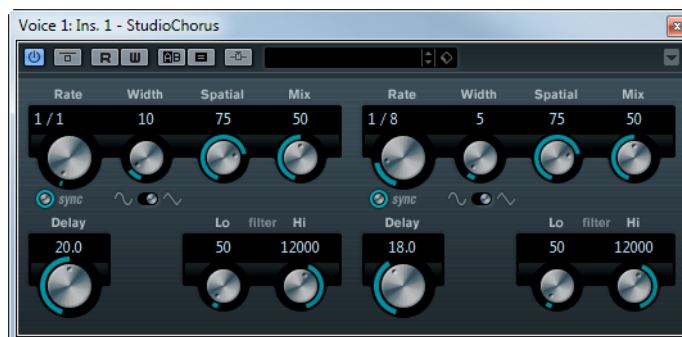 Voice 1: Ins. 1 - StudioChorus
R W AB
Rate Width Spatial Mix Rate Width Spatial Mix
1 / 1 10 75 50 1 / 8 5 75 50
sync sync
Delay Lo filter Hi Delay Lo filter Hi
20.0 50 12000 18.0 50 12000